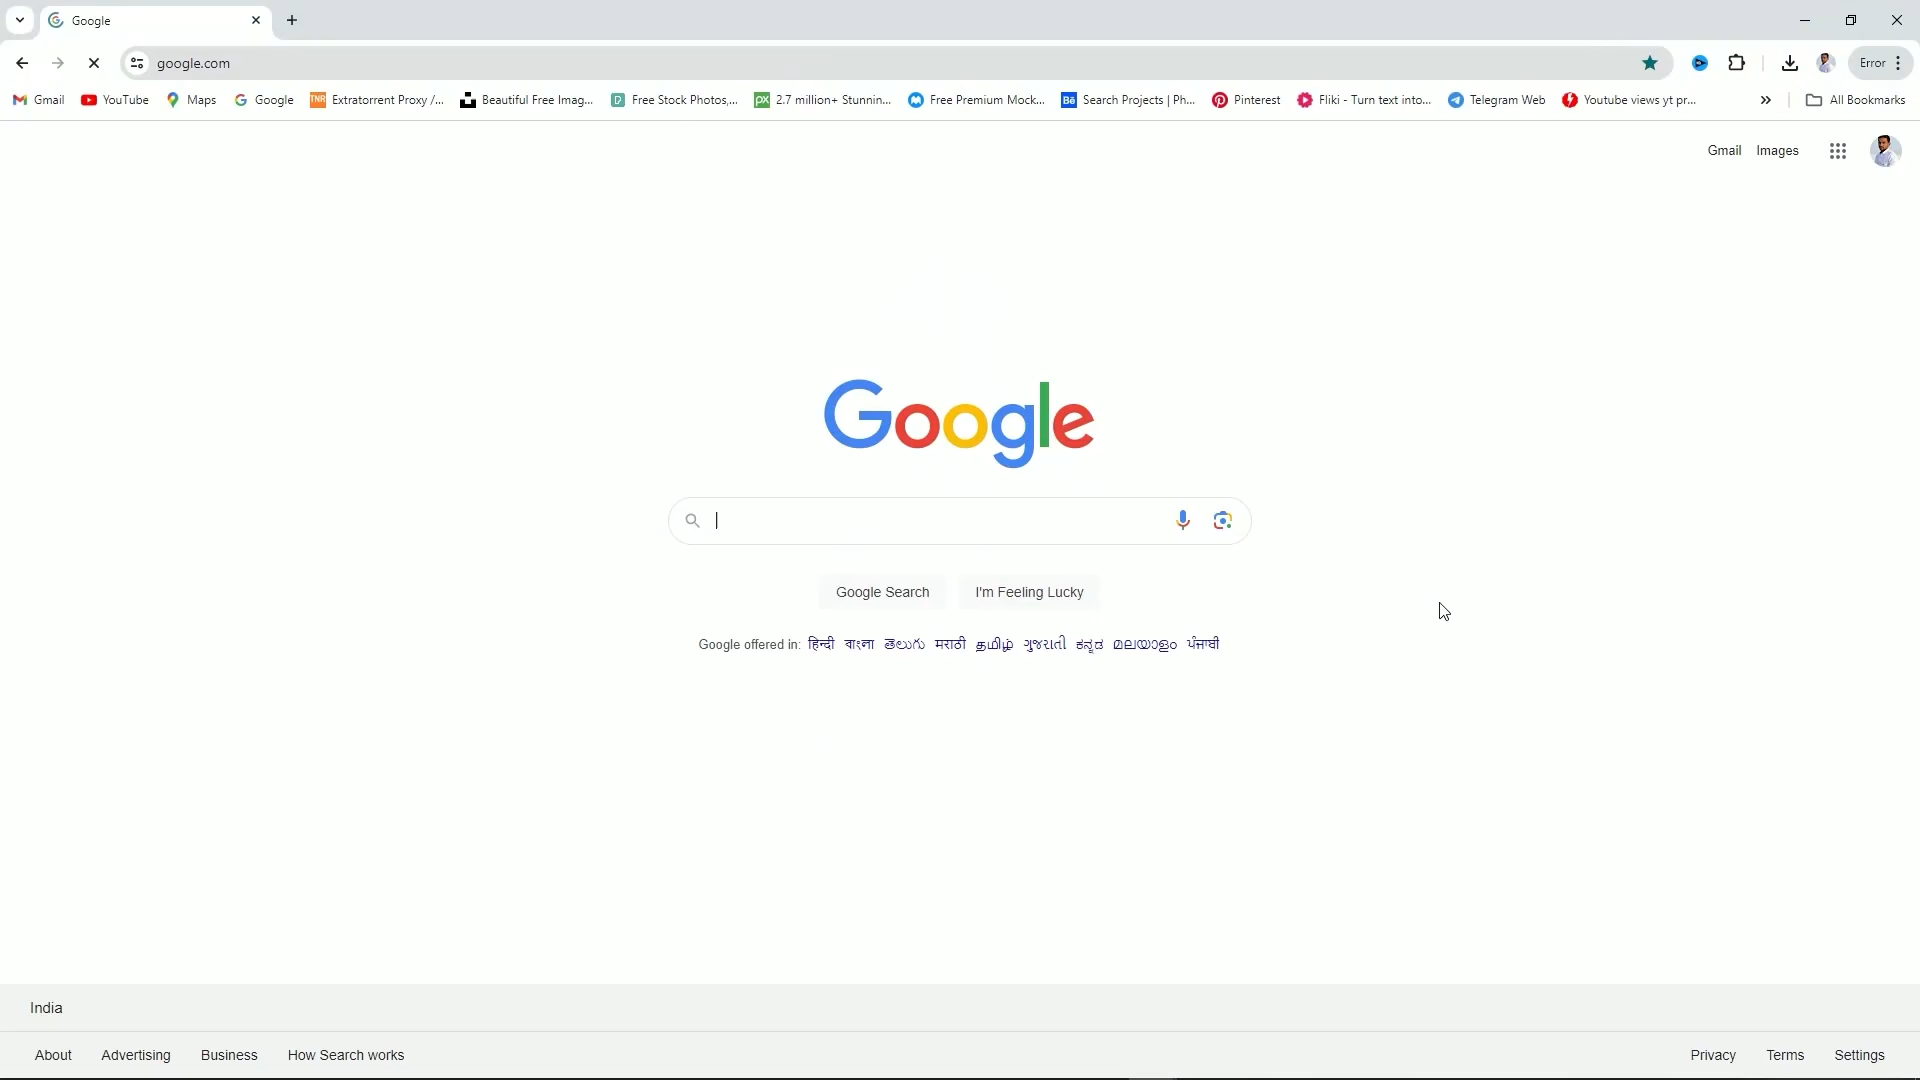 Google
google.com
Error
Gmail YouTube Maps Google Extratorrent Proxy /... Beautiful Free Imag... Free Stock Photos,... 2.7 million+ Stunnin... Free Premium Mock... Search Projects | Ph... Pinterest Fliki - Turn text into... Telegram Web Youtube views yt pr... » All Bookmarks
Gmail Images
Google
Google Search I'm Feeling Lucky
Google offered in: हिन्दी বাংলা తెలుగు मराठी தமிழ் ગુજરાતી ಕನ್ನಡ മലയാളം ਪੰਜਾਬੀ
India
About Advertising Business How Search works Privacy Terms Settings